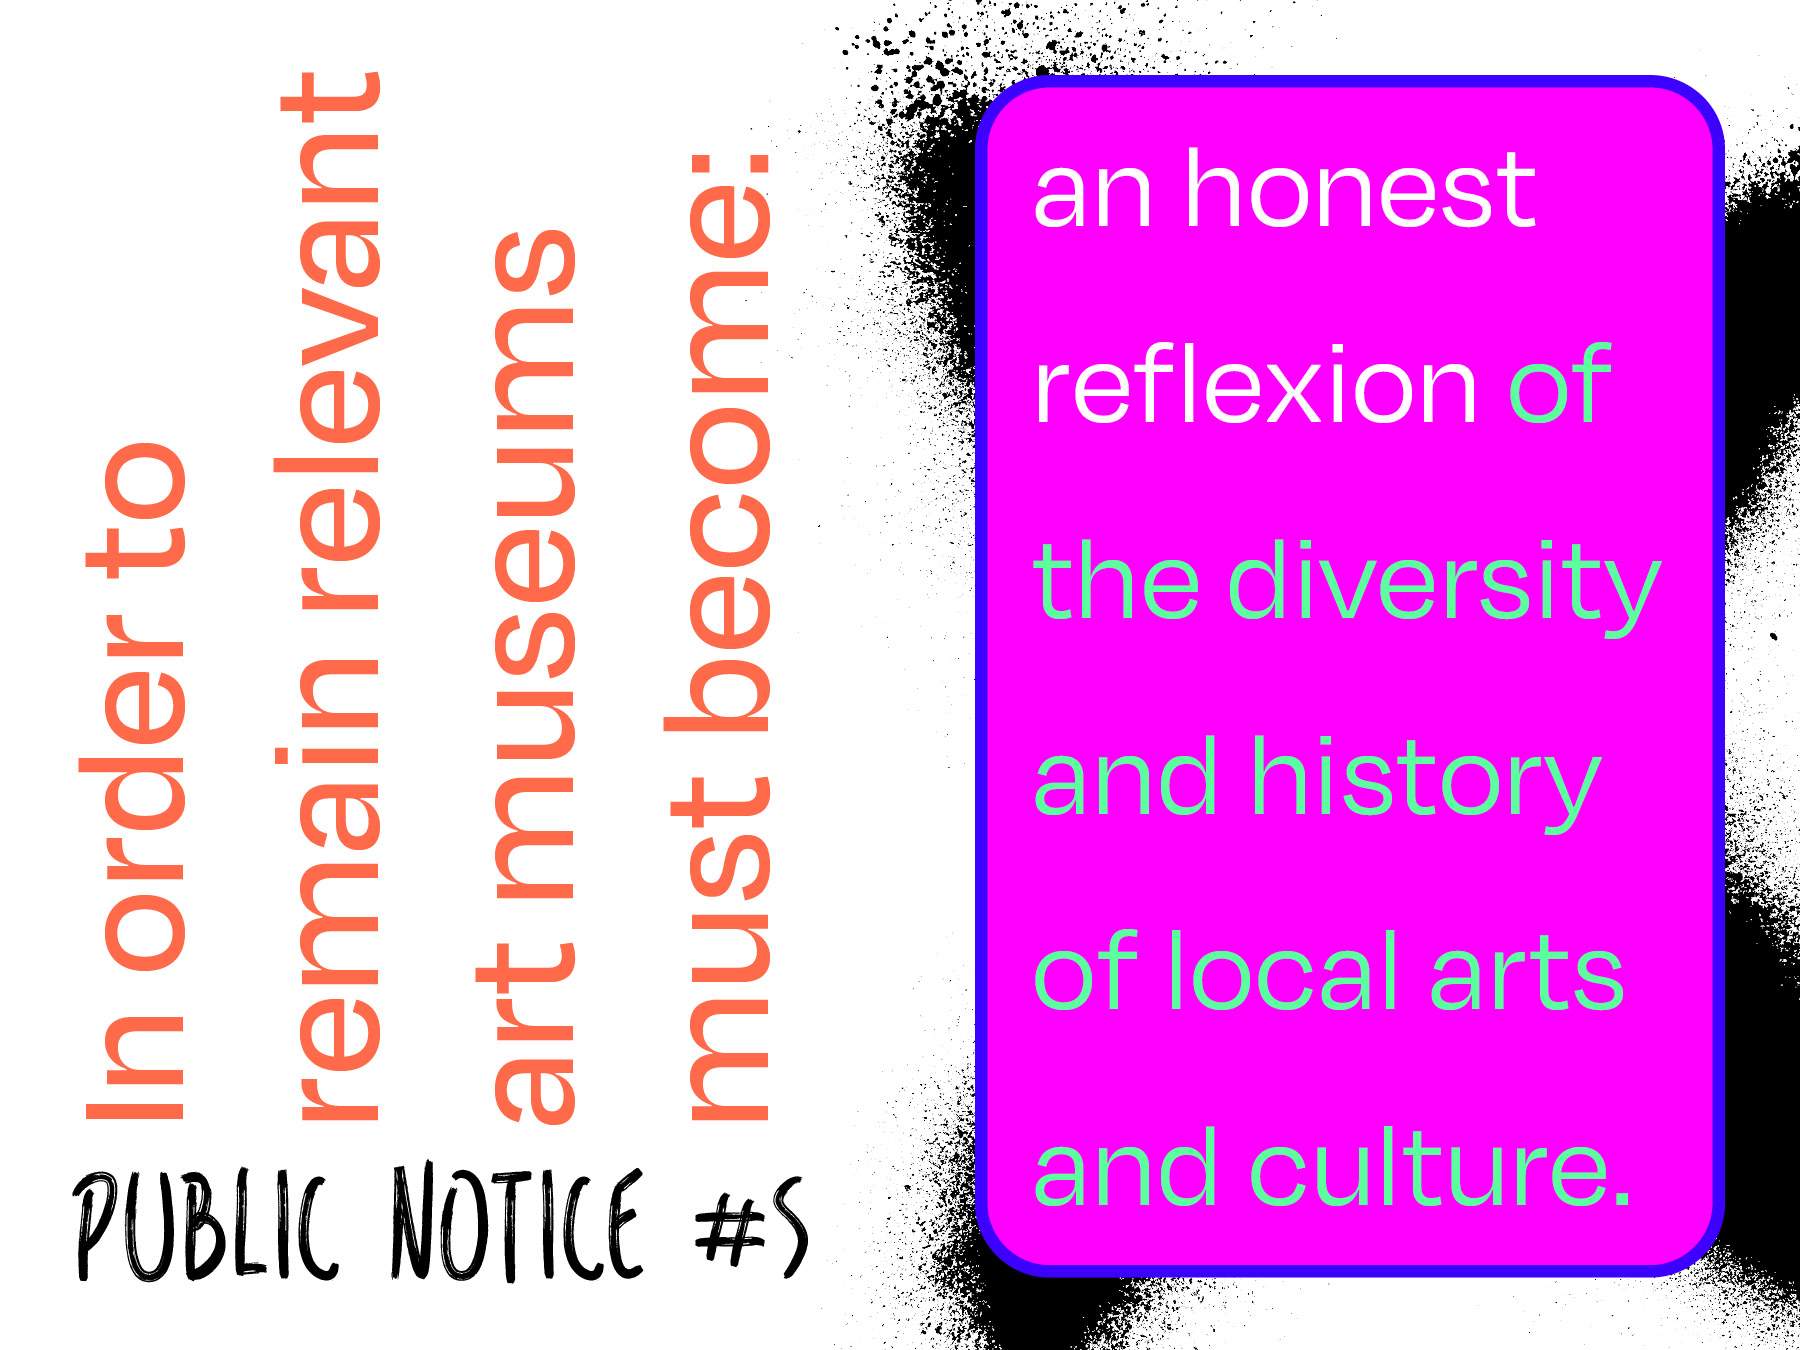 In order to
remain relevant
art museums
must become:
PUBLIC NOTICE #5
an honest
reflexion of
the diversity
and history
of local arts
and culture.